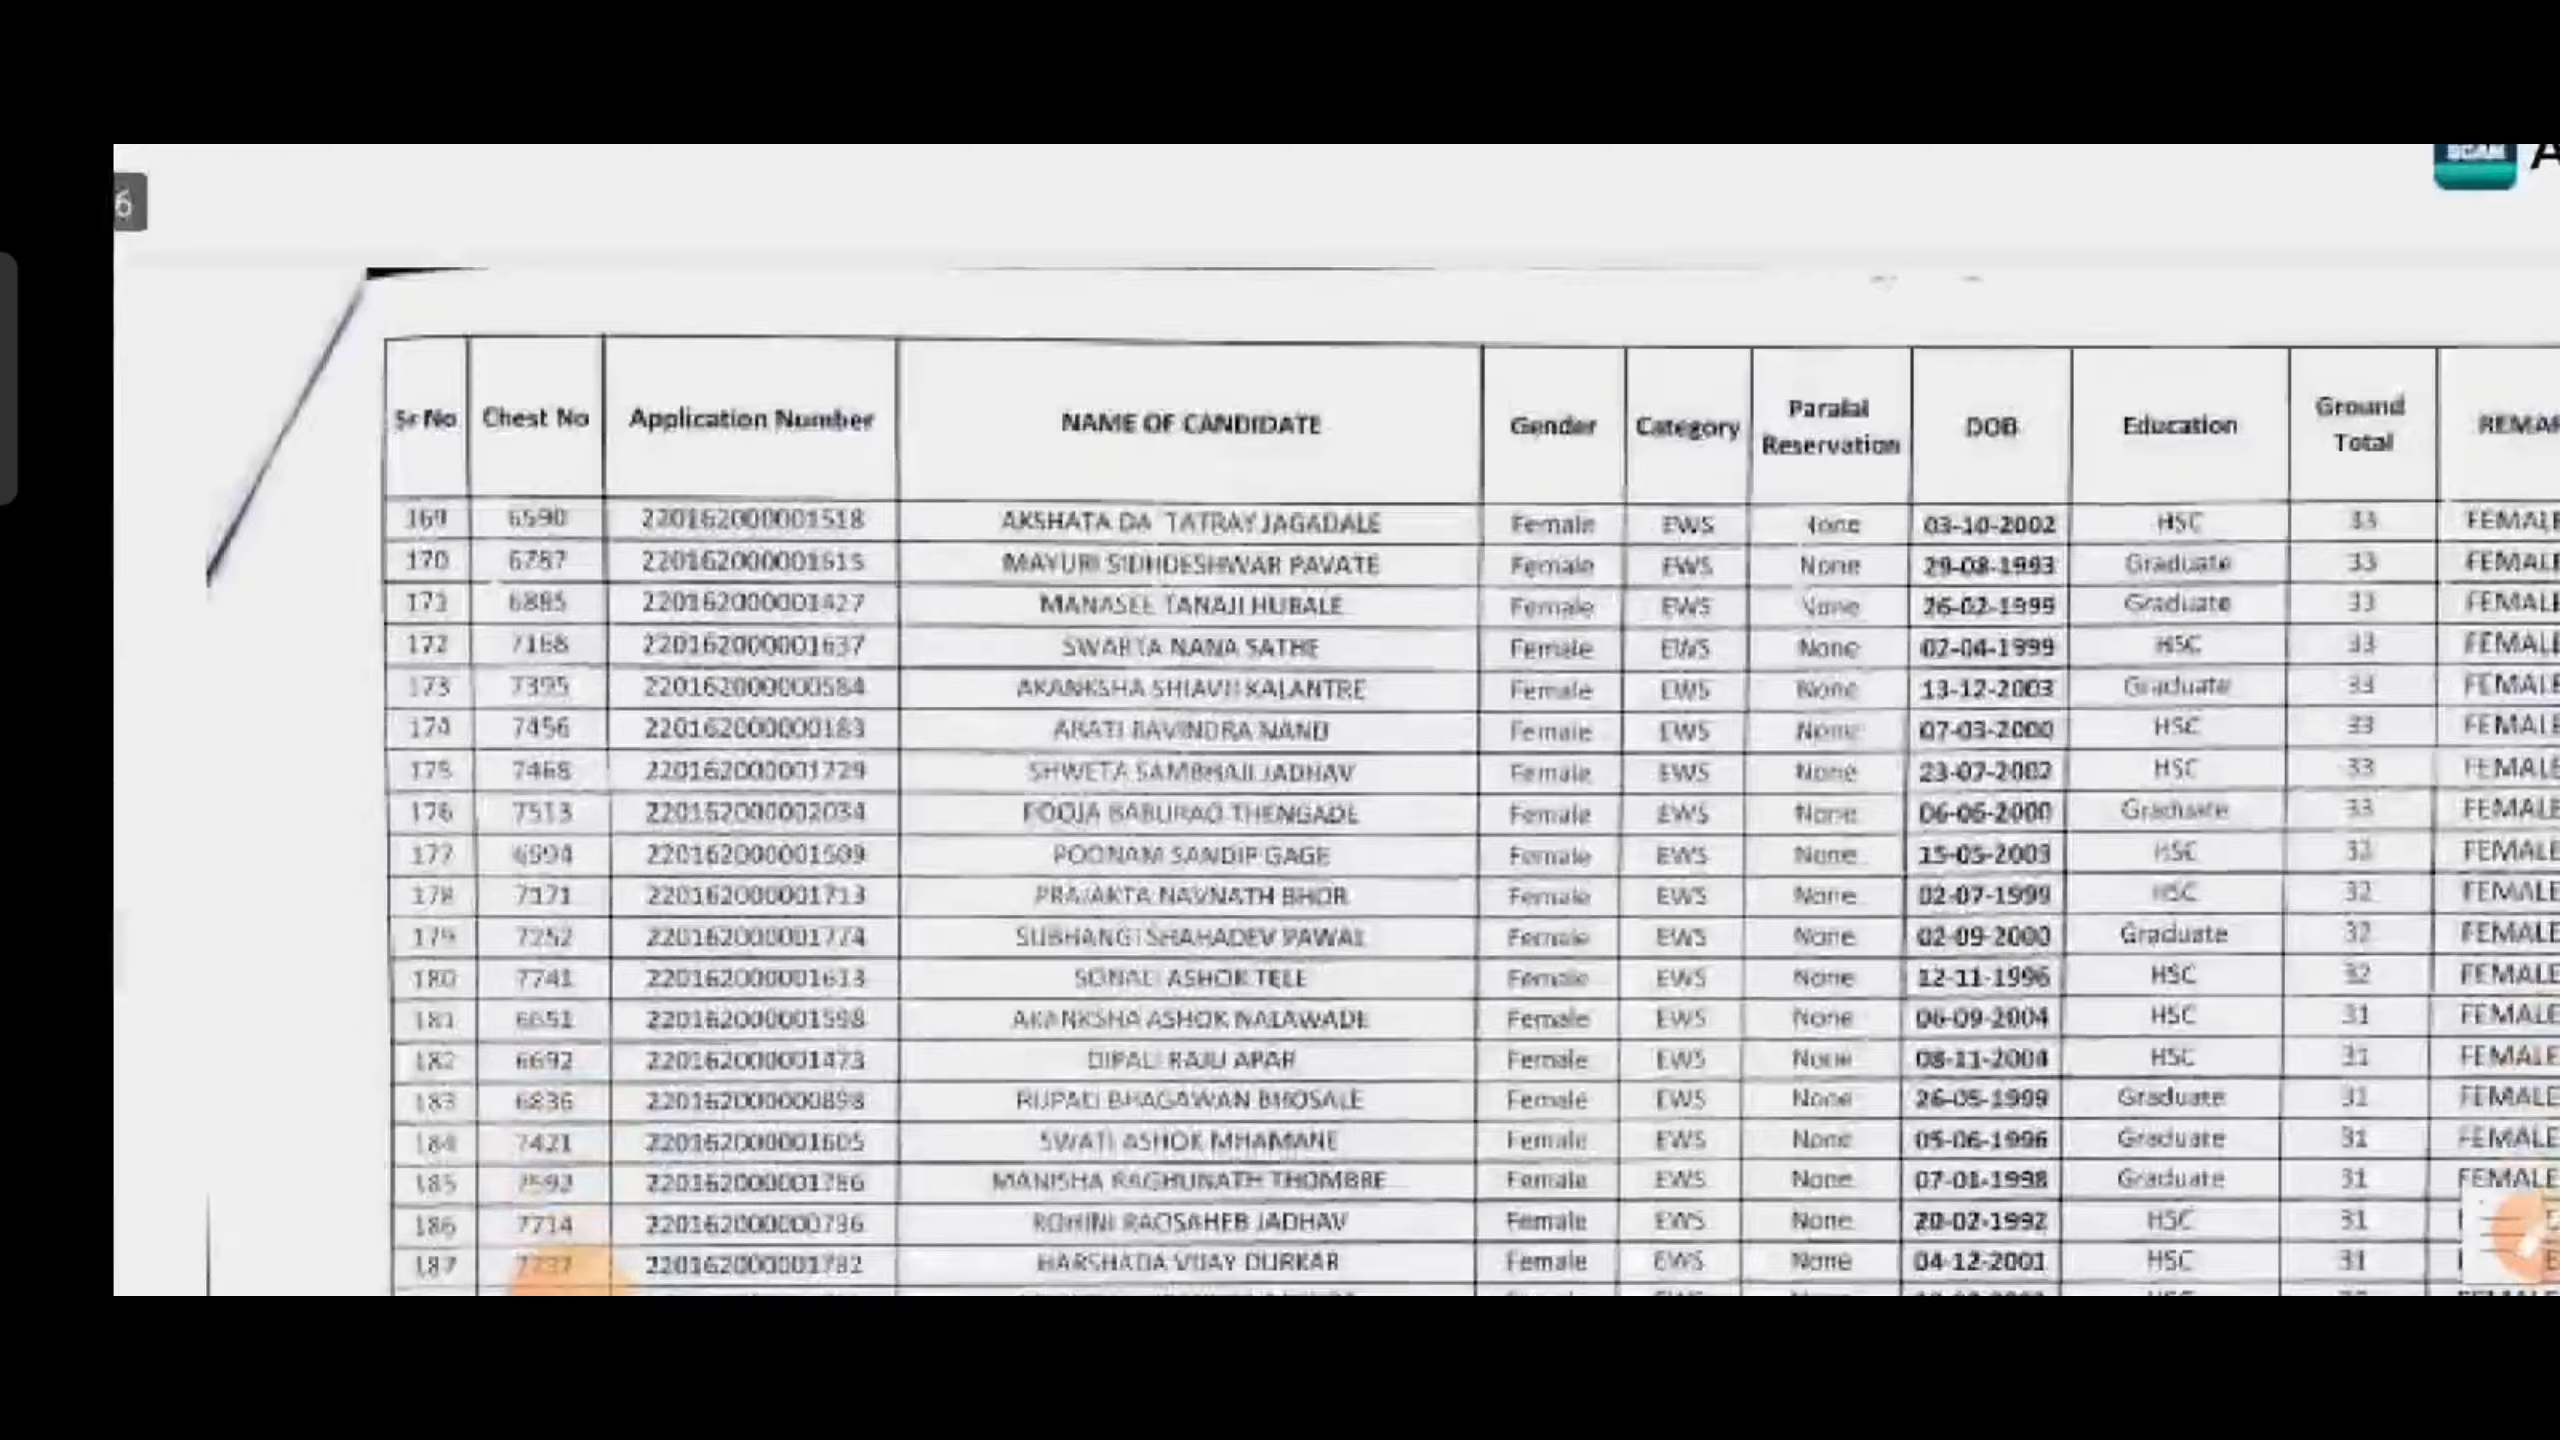 6
Sr No Chest No Application Number NAME OF CANDIDATE Gender Category Paralal Reservation DOB Education Ground Total
169 6590 220162000001518 AKSHATA DA TATRAY JAGADALE Female EWS None 03-10-2002 HSC 33 FEMALE
170 6787 220162000001615 MAYURI SIDHDESHWAR PAVATE Female EWS None 29-08-1993 Graduate 33 FEMALE
171 6885 220162000001427 MANASEE TANAJI HUBALE Female EWS None 26-02-1999 Graduate 33 FEMALE
172 7168 220162000001637 NANA SATHE Female EWS None 02-04-1999 HSC 33 FEMALE
173 7395 220162000000584 AKANKSHA KALANTRE Female EWS None 13-12-2003 Graduate 33 FEMALE
174 7456 220162000000183 ARATI RAVINDRA Female EWS None 07-03-2000 HSC 33 FEMALE
175 7468 220162000001729 SHWETA SAMBHAJI JADHAV Female EWS None 23-07-2002 HSC 33 FEMALE
176 7513 220162000002034 POOJA BABURAO THENGADE Female EWS None 06-06-2000 Graduate 33 FEMALE
177 220162000001509 POONAM SANDIP GAGE Female EWS None 15-05-2003 HSC 32 FEMALE
178 7171 220162000001713 PRAJAKTA NAVNATH BHOR Female EWS None 02-07-1999 HSC 32 FEMALE
179 7252 220162000001774 SHAHADEV Female EWS None 02-09-2000 Graduate 32 FEMALE
180 7741 220162000001613 SONALI ASHOK TELE Female EWS None 12-11-1996 HSC 32 FEMALE
181 6651 220162000001598 AKANKSHA ASHOK NALAWADE Female EWS None 06-09-2004 HSC 31 FEMALE
182 6692 220162000001473 DIPALI RAJU Female EWS None 08-11-2004 HSC 31 FEMALE
183 6836 220162000000898 RUPALI BHAGAWAN BHOSALE Female EWS None 26-05-1999 Graduate 31 FEMALE
184 7421 220162000001605 SWATI ASHOK MHAMANE Female EWS None 05-06-1996 Graduate 31 FEMALE
185 7592 220162000001786 MANISHA RAGHUNATH THOMBRE Female EWS None 07-01-1998 Graduate 31 FEMALE
186 7714 220162000000736 ROHINI RAOSAHEB JADHAV Female EWS None 20-02-1992 HSC 31
187 220162000001782 HARSHADA VIJAY DURKAR Female EWS None 04-12-2001 HSC 31